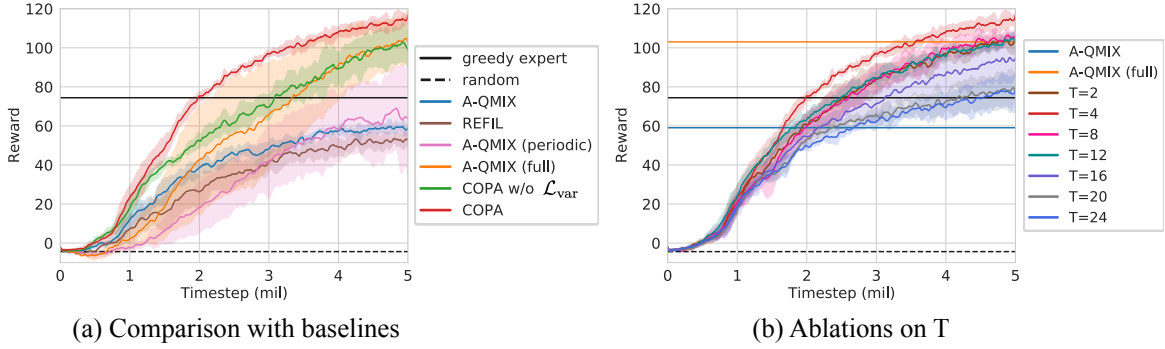 120
100
80
60
40
20
0
Reward
0 1 2 3 4 5
Timestep (mil)
greedy expert
random
A-QMIX
REFIL
A-QMIX (periodic)
A-QMIX (full)
COPA w/o 𝓛var
COPA
(a) Comparison with baselines
120
100
80
60
40
20
0
Reward
0 1 2 3 4 5
Timestep (mil)
A-QMIX
A-QMIX (full)
T=2
T=4
T=8
T=12
T=16
T=20
T=24
(b) Ablations on T